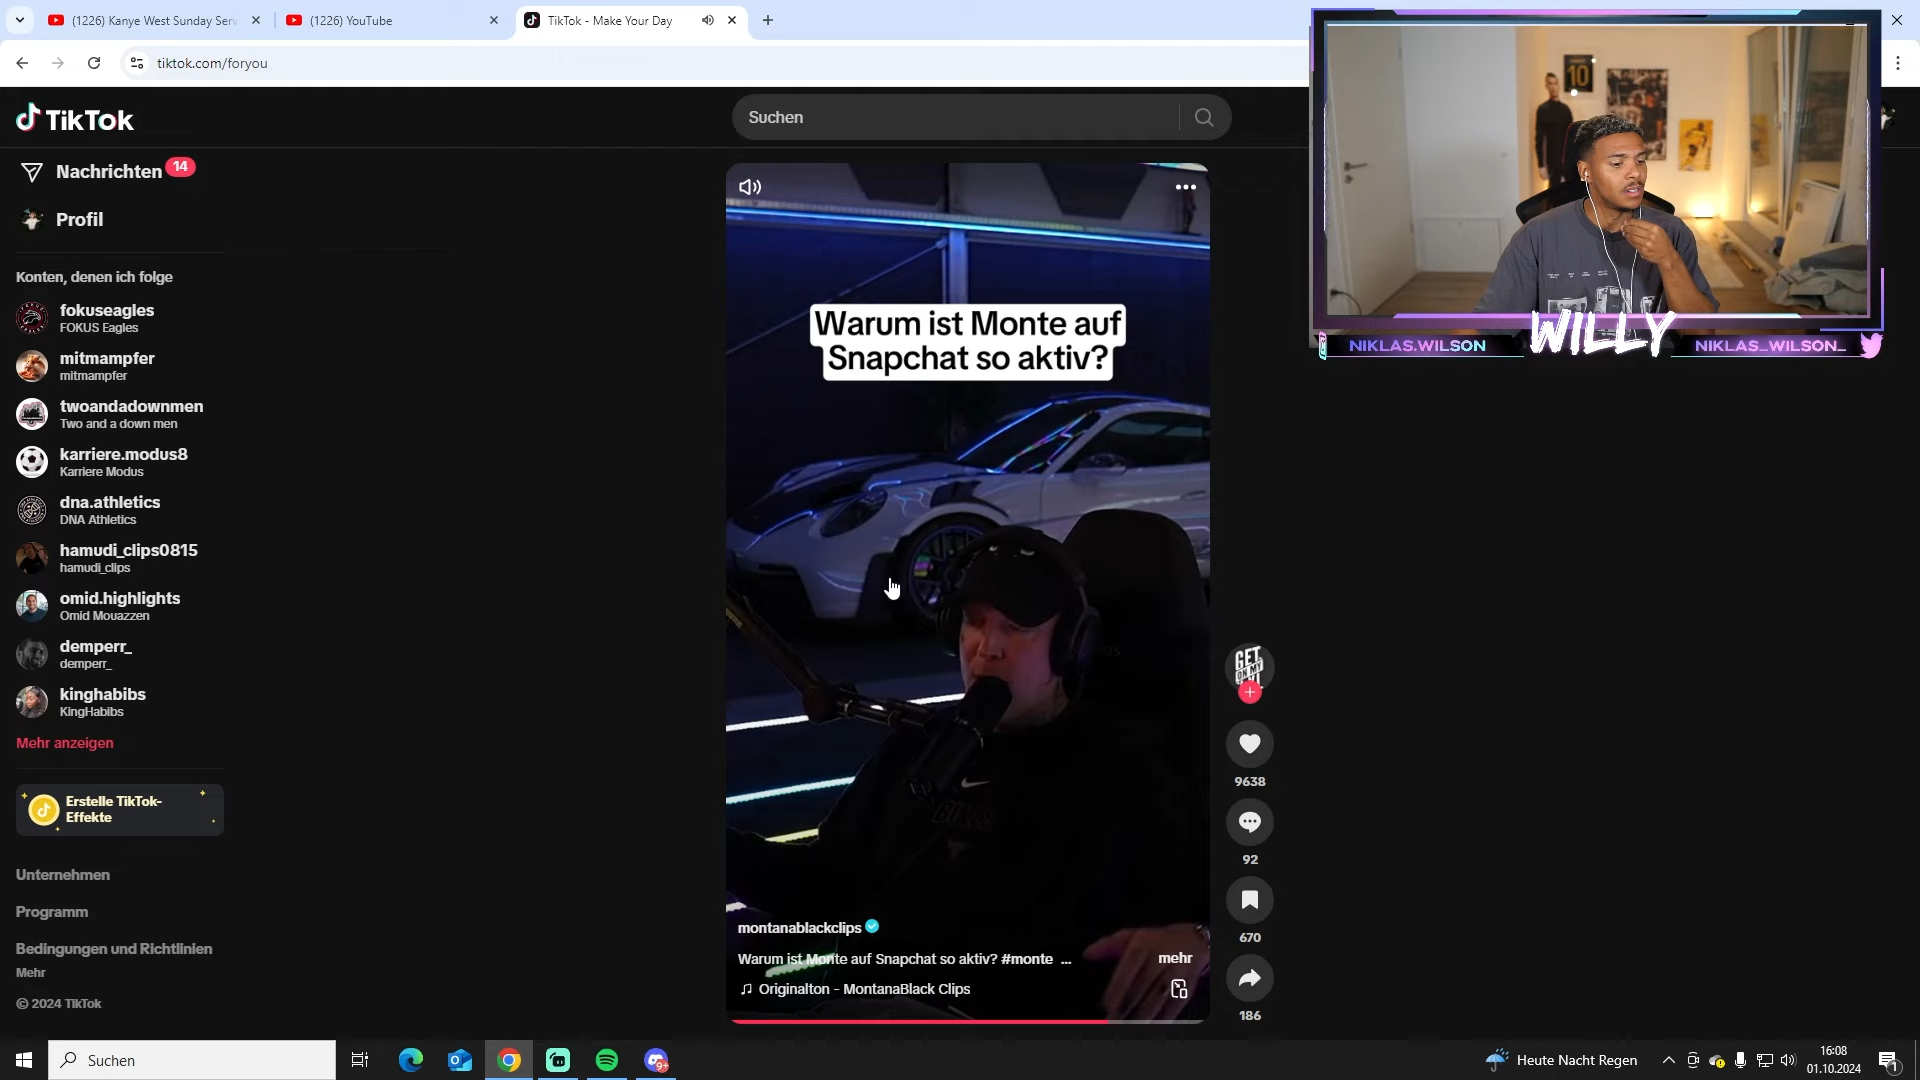 (1226) Kanye West Sunday Serv
(1226) YouTube
TikTok - Make Your Day
tiktok.com/foryou
TikTok
Suchen
10
Nachrichten 14
Profil
Konten, denen ich folge
fokuseagles
FOKUS Eagles
mitmampfer
mitmampfer
twoandadownmen
Two and a down men
karriere.modus8
Karriere Modus
dna.athletics
DNA Athletics
hamudi_clips0815
hamudi_clips
omid.highlights
Omid Mouazzen
demperr_
demperr_
kinghabibs
KingHabibs
Mehr anzeigen
Erstelle TikTok-
Effekte
Unternehmen
Programm
Bedingungen und Richtlinien
Mehr
© 2024 TikTok
Warum ist Monte auf
Snapchat so aktiv?
montanablackclips
Warum ist Monte auf Snapchat so aktiv? #monte ...
mehr
Originalton - MontanaBlack Clips
GET
ON MY
9638
92
670
186
NIKLAS.WILSON
WILLY
NIKLAS_WILSON_
Suchen
9+
Heute Nacht Regen
16:08
01.10.2024
1